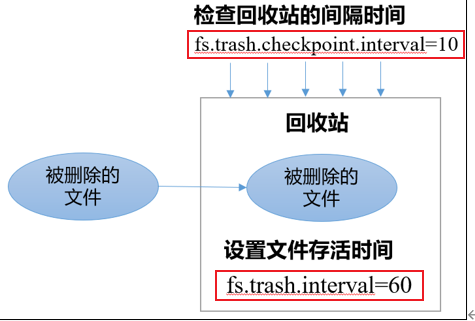 检查回收站的间隔时间
fs.trash.checkpoint.interval=10
回收站
被删除的
文件
被删除的
文件
设置文件存活时间
fs.trash.interval=60